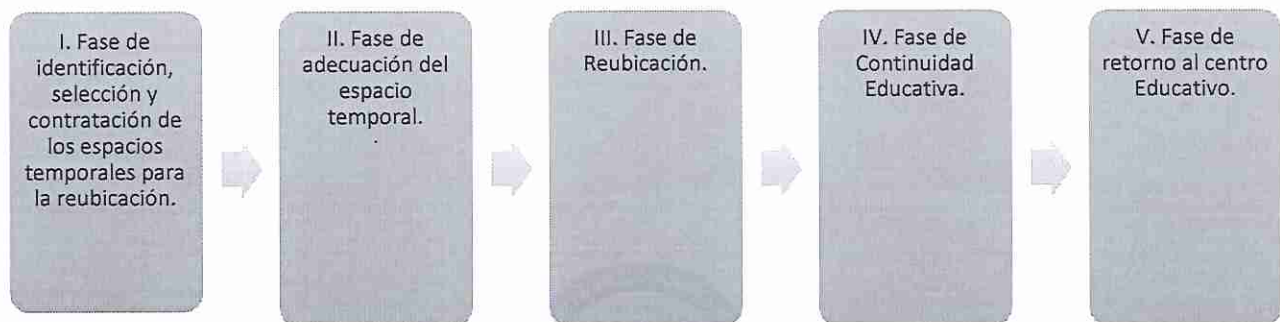 I. Fase de
identificación,
selección y
contratación de
los espacios
temporales para
la reubicación.
II. Fase de
adecuación del
espacio
temporal.
.
III. Fase de
Reubicación.
IV. Fase de
Continuidad
Educativa.
V. Fase de
retorno al centro
Educativo.